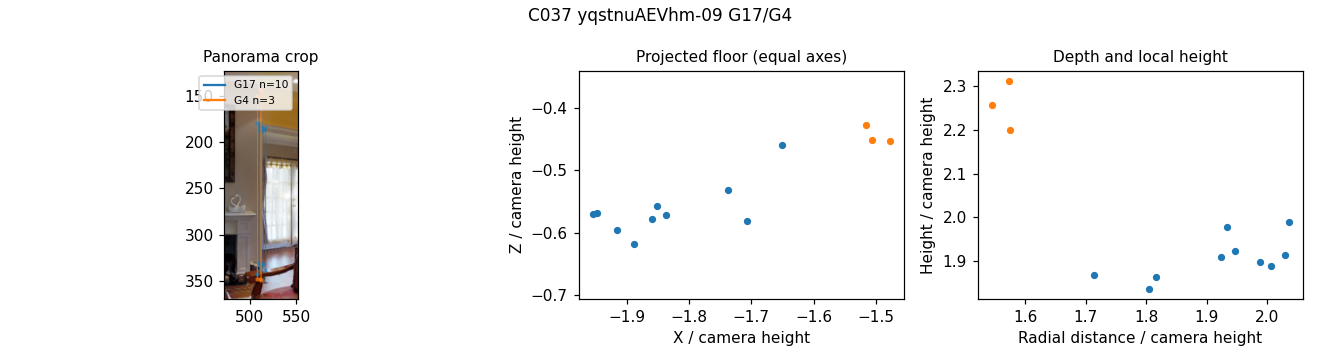 C037 yqstnuAEVhm-09 G17/G4
Panorama crop
G17 n=10
G4 n=3
150
200
250
300
350
500
550
Projected floor (equal axes)
Z / camera height
−0.4
−0.5
−0.6
−0.7
−1.9
−1.8
−1.7
−1.6
−1.5
X / camera height
Depth and local height
Height / camera height
2.3
2.2
2.1
2.0
1.9
1.6
1.7
1.8
1.9
2.0
Radial distance / camera height